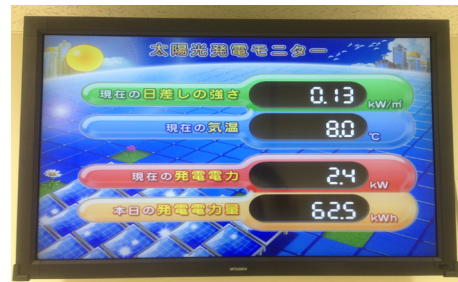 太陽光発電モニター
現在の日差しの強さ 0.13 kW/㎡
現在の気温 8.0 ℃
現在の発電電力 2.4 kW
本日の発電電力量 62.5 kWh
MITSUBISHI